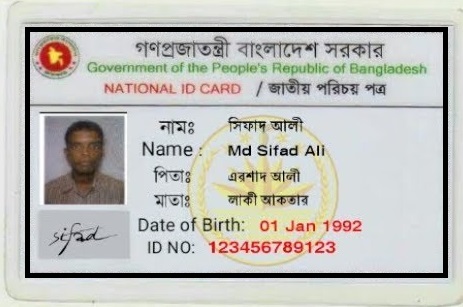 গণপ্রজাতন্ত্রী বাংলাদেশ সরকার
Government of the People's Republic of Bangladesh
NATIONAL ID CARD / জাতীয় পরিচয় পত্র
নামঃ সিফাদ আলী
Name : Md Sifad Ali
পিতাঃ এরশাদ আলী
মাতাঃ লাকী আকতার
Date of Birth: 01 Jan 1992
sifad
ID NO: 123456789123